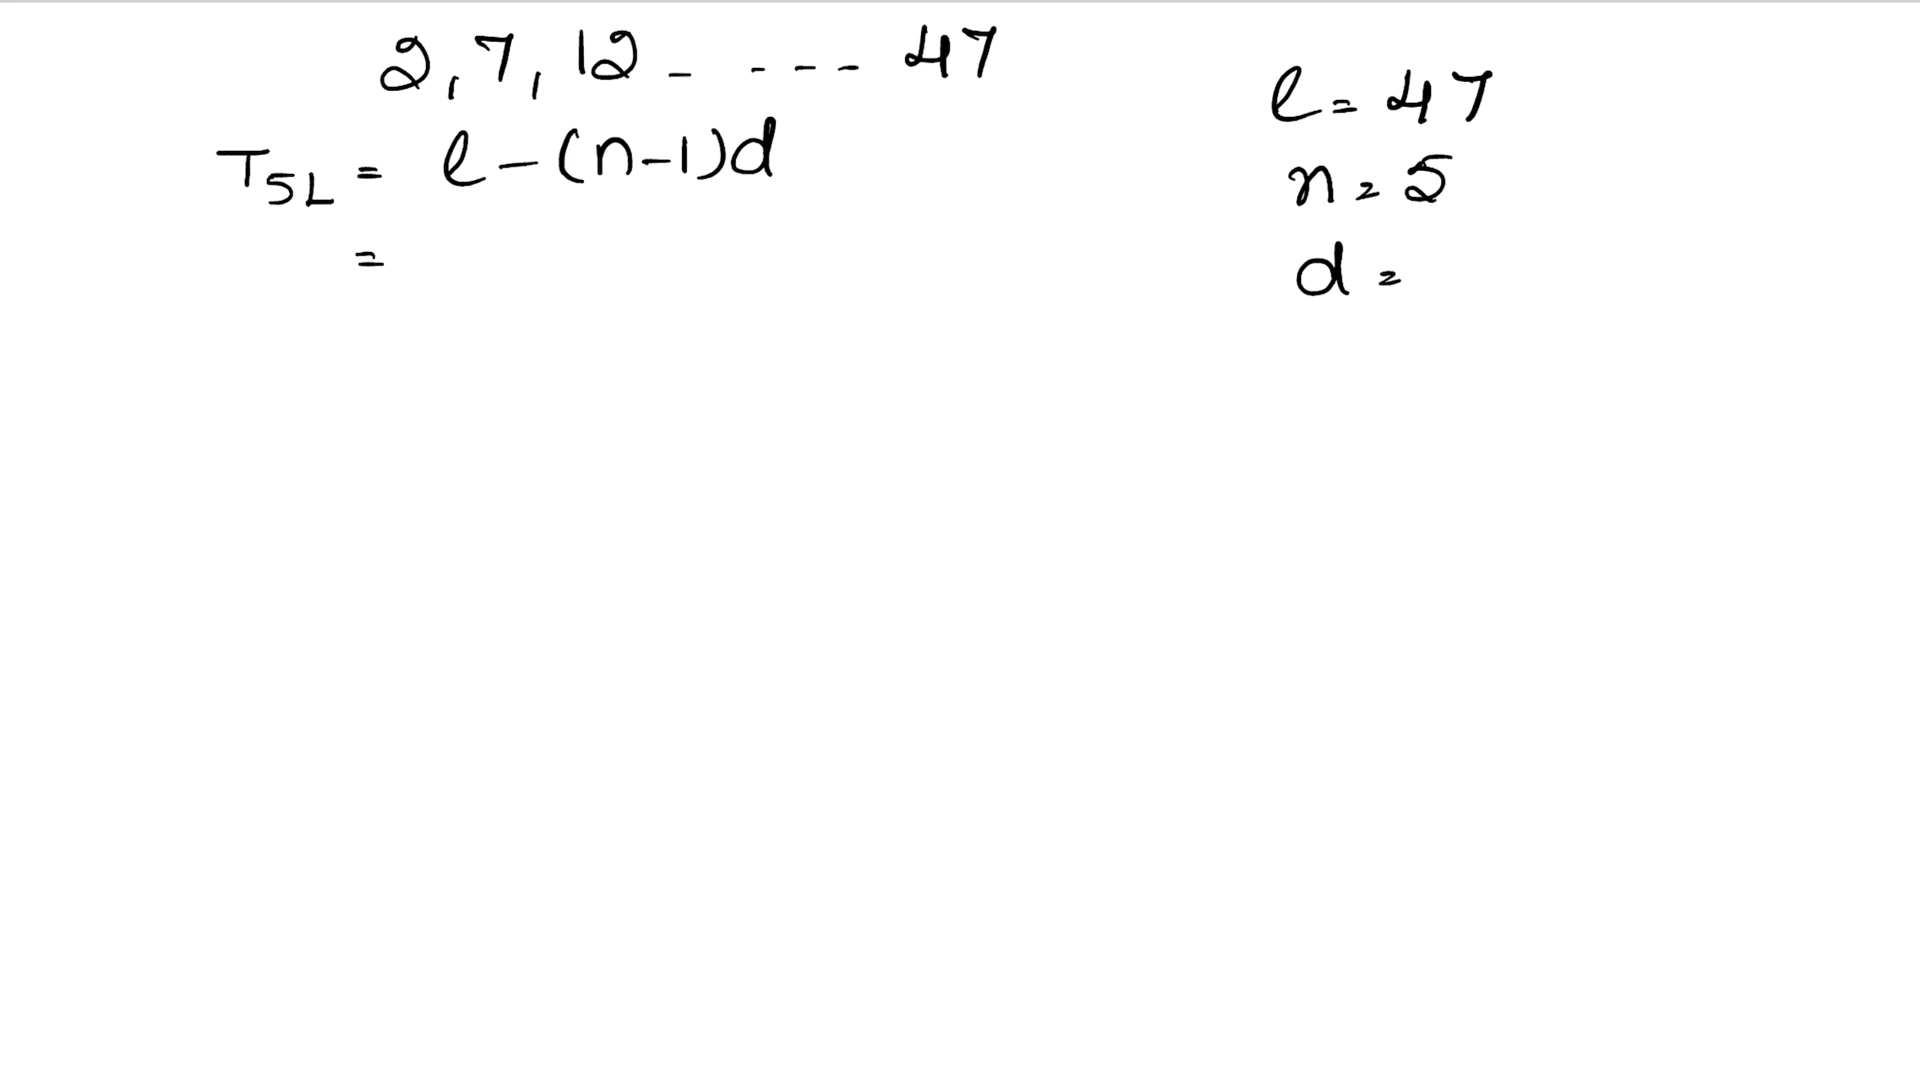 2, 7, 12 - - - - - 47
T5L = l - (n-1)d
=
l = 47
n = 5
d =